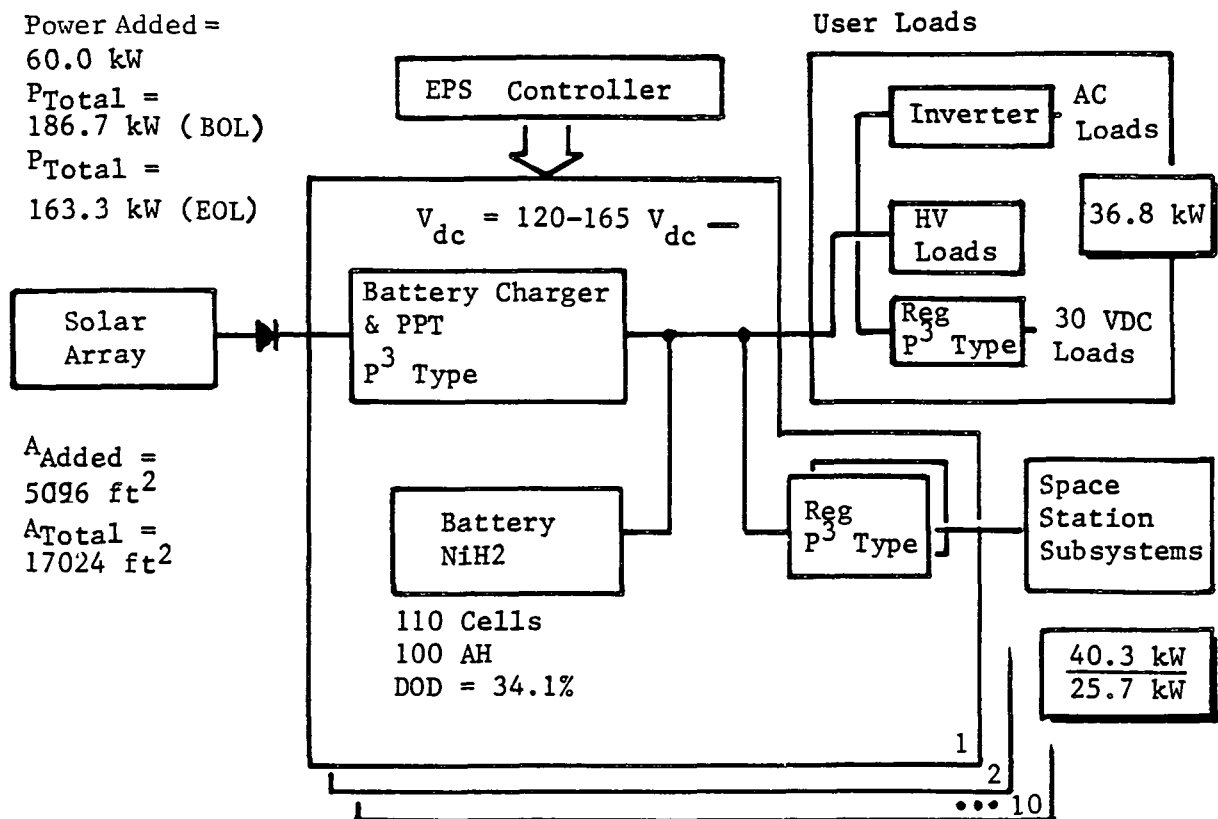 Power Added =
60.0 kW
PTotal =
186.7 kW (BOL)
PTotal =
163.3 kW (EOL)
EPS Controller
User Loads
Inverter
AC
Loads
HV
Loads
36.8 kW
Reg
P3 Type
30 VDC
Loads
Vdc = 120-165 Vdc
Solar
Array
Battery Charger
& PPT
P3 Type
AAdded =
5096 ft2
ATotal =
17024 ft2
Battery
NiH2
110 Cells
100 AH
DOD = 34.1%
Reg
P3 Type
Space
Station
Subsystems
40.3 kW
25.7 kW
1
2
••• 10